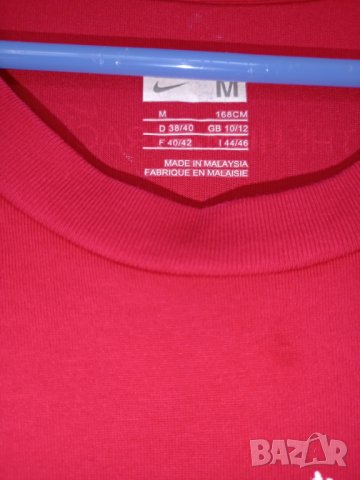 M
M 168CM
D 38/40 GB 10/12
F 40/42 I 44/46
MADE IN MALAYSIA
FABRIQUE EN MALAISIE
BAZAR
bg